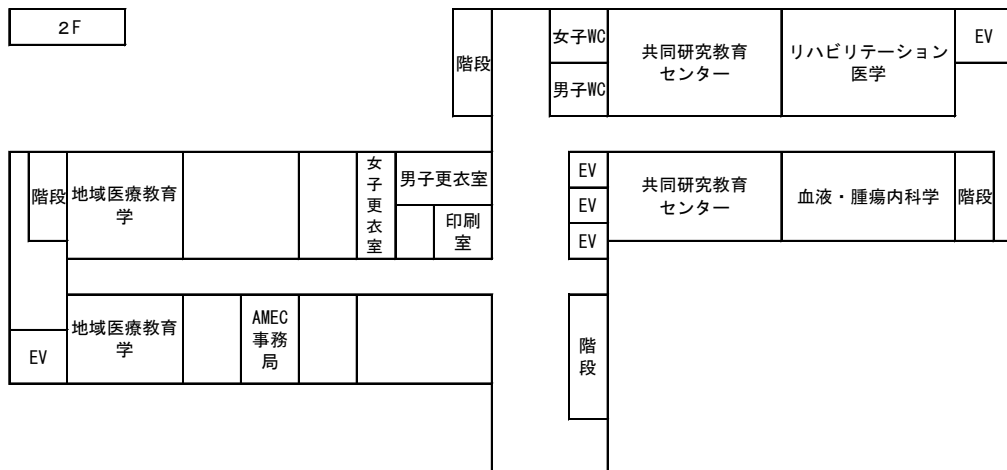 ２Ｆ
階段
女子WC
男子WC
共同研究教育
センター
リハビリテーション
医学
EV
階段
地域医療教育
学
女子更衣室
男子更衣室
印刷
室
EV
EV
EV
共同研究教育
センター
血液・腫瘍内科学
階段
EV
地域医療教育
学
AMEC
事務
局
階段